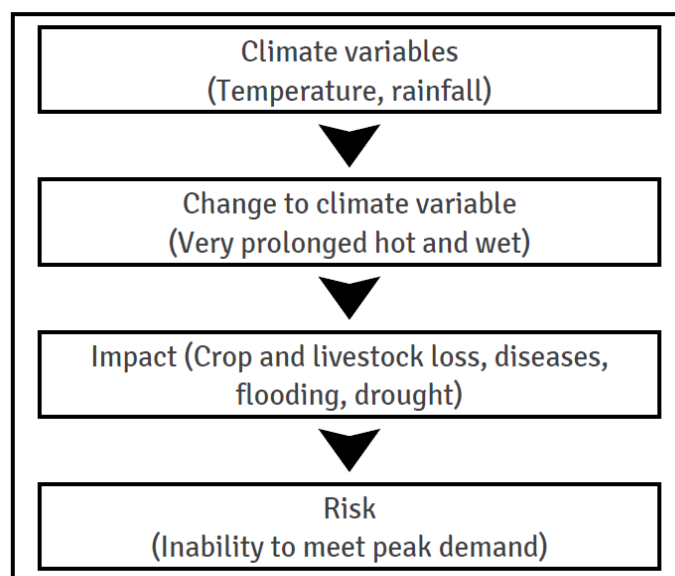 Climate variables
(Temperature, rainfall)
Change to climate variable
(Very prolonged hot and wet)
Impact (Crop and livestock loss, diseases,
flooding, drought)
Risk
(Inability to meet peak demand)